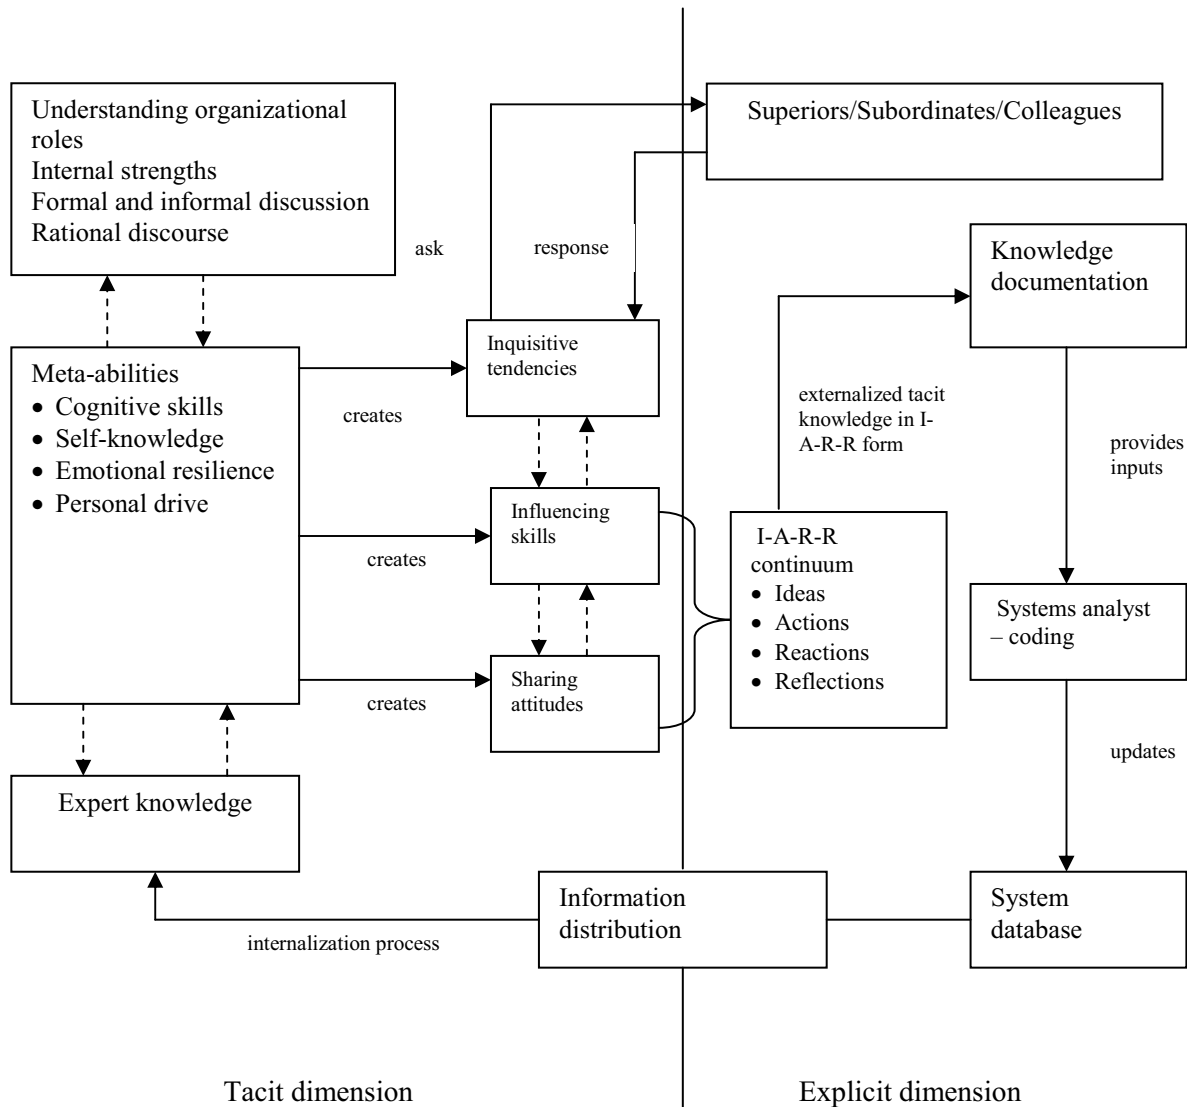 Understanding organizational
roles
Internal strengths
Formal and informal discussion
Rational discourse
Superiors/Subordinates/Colleagues
ask
response
Knowledge
documentation
Inquisitive
tendencies
Meta-abilities
• Cognitive skills
• Self-knowledge
• Emotional resilience
• Personal drive
creates
externalized tacit
knowledge in I-
A-R-R form
provides
inputs
Influencing
skills
creates
I-A-R-R
continuum
• Ideas
• Actions
• Reactions
• Reflections
Systems analyst
– coding
Sharing
attitudes
creates
updates
Expert knowledge
Information
distribution
System
database
internalization process
Tacit dimension
Explicit dimension